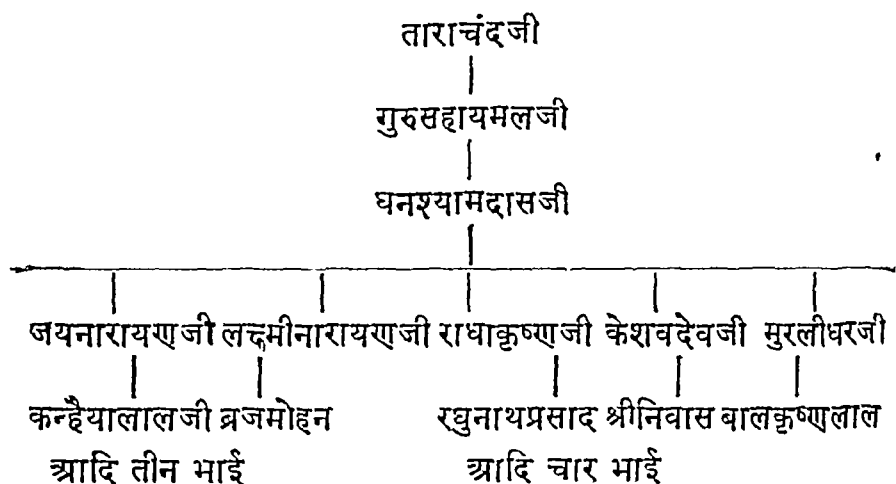 ताराचंदजी
गुरुसहायमलजी
घनश्यामदासजी
जयनारायणजी लक्ष्मीनारायणजी राधाकृष्णजी केशवदेवजी मुरलीधरजी
कन्हैयालालजी ब्रजमोहन रघुनाथप्रसाद श्रीनिवास बालकृष्णलाल
आदि तीन भाई आदि चार भाई